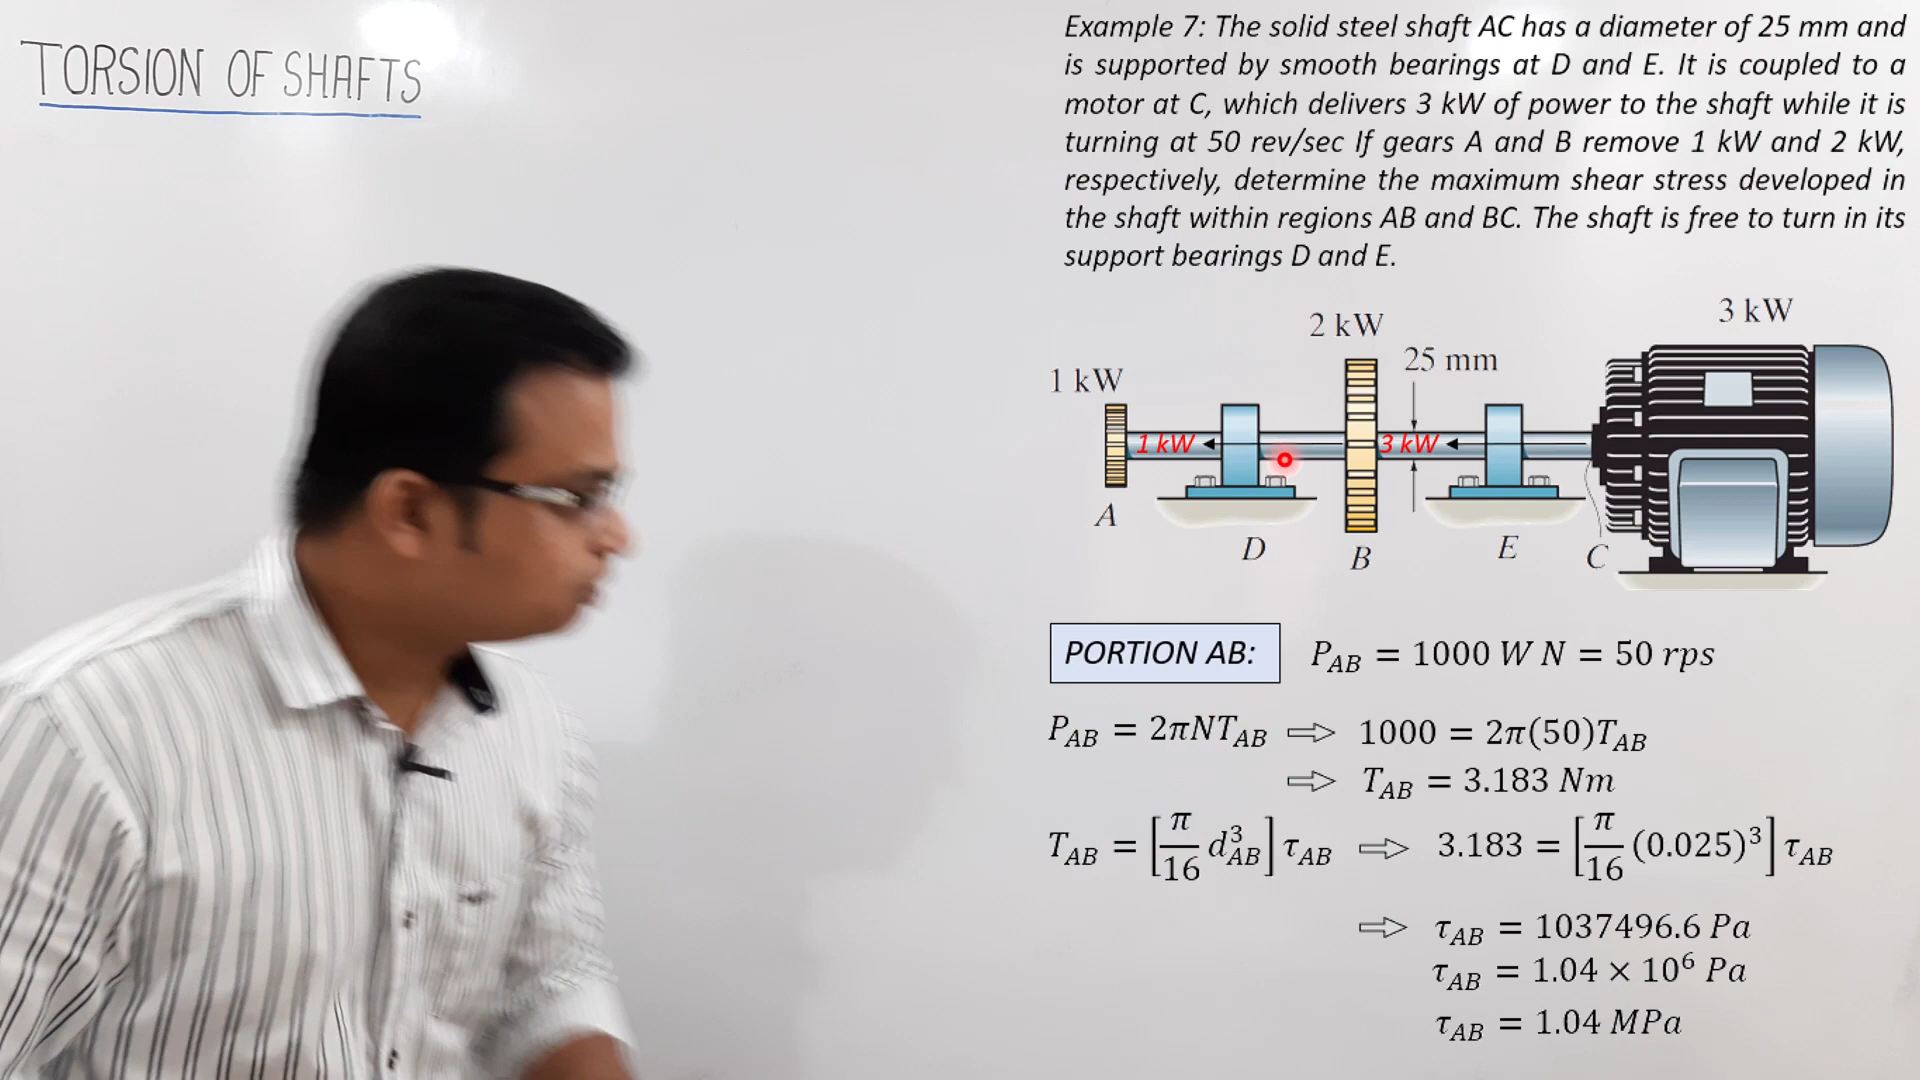 TORSION OF SHAFTS
Example 7: The solid steel shaft AC has a diameter of 25 mm and
is supported by smooth bearings at D and E. It is coupled to a
motor at C, which delivers 3 kW of power to the shaft while it is
turning at 50 rev/sec If gears A and B remove 1 kW and 2 kW,
respectively, determine the maximum shear stress developed in
the shaft within regions AB and BC. The shaft is free to turn in its
support bearings D and E.
3 kW
2 kW
25 mm
1 kW
1 kW
3 kW
A
D
B
E
C
PORTION AB: P_AB = 1000 W N = 50 rps
P_AB = 2πNT_AB ⇨ 1000 = 2π(50)T_AB
⇨ T_AB = 3.183 Nm
T_AB = [π/16 d_AB^3] τ_AB ⇨ 3.183 = [π/16 (0.025)^3] τ_AB
⇨ τ_AB = 1037496.6 Pa
τ_AB = 1.04 × 10^6 Pa
τ_AB = 1.04 MPa